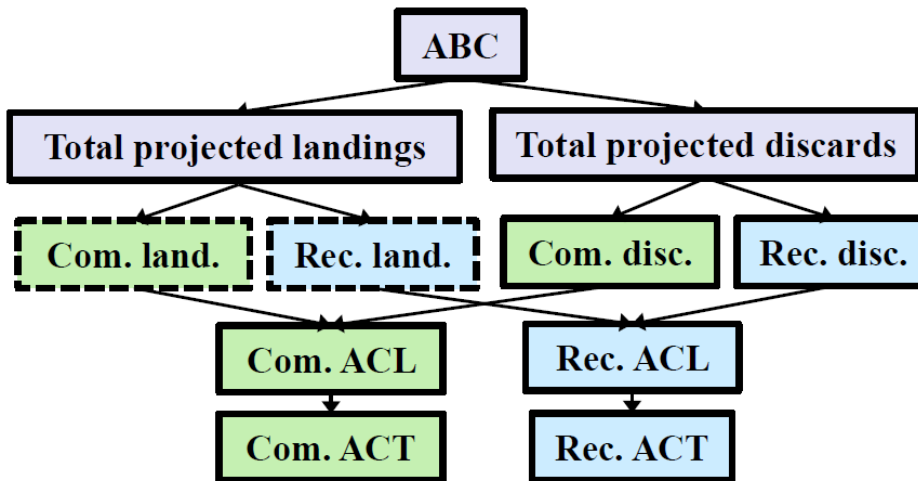 ABC
Total projected landings
Total projected discards
Com. land.
Rec. land.
Com. disc.
Rec. disc.
Com. ACL
Rec. ACL
Com. ACT
Rec. ACT